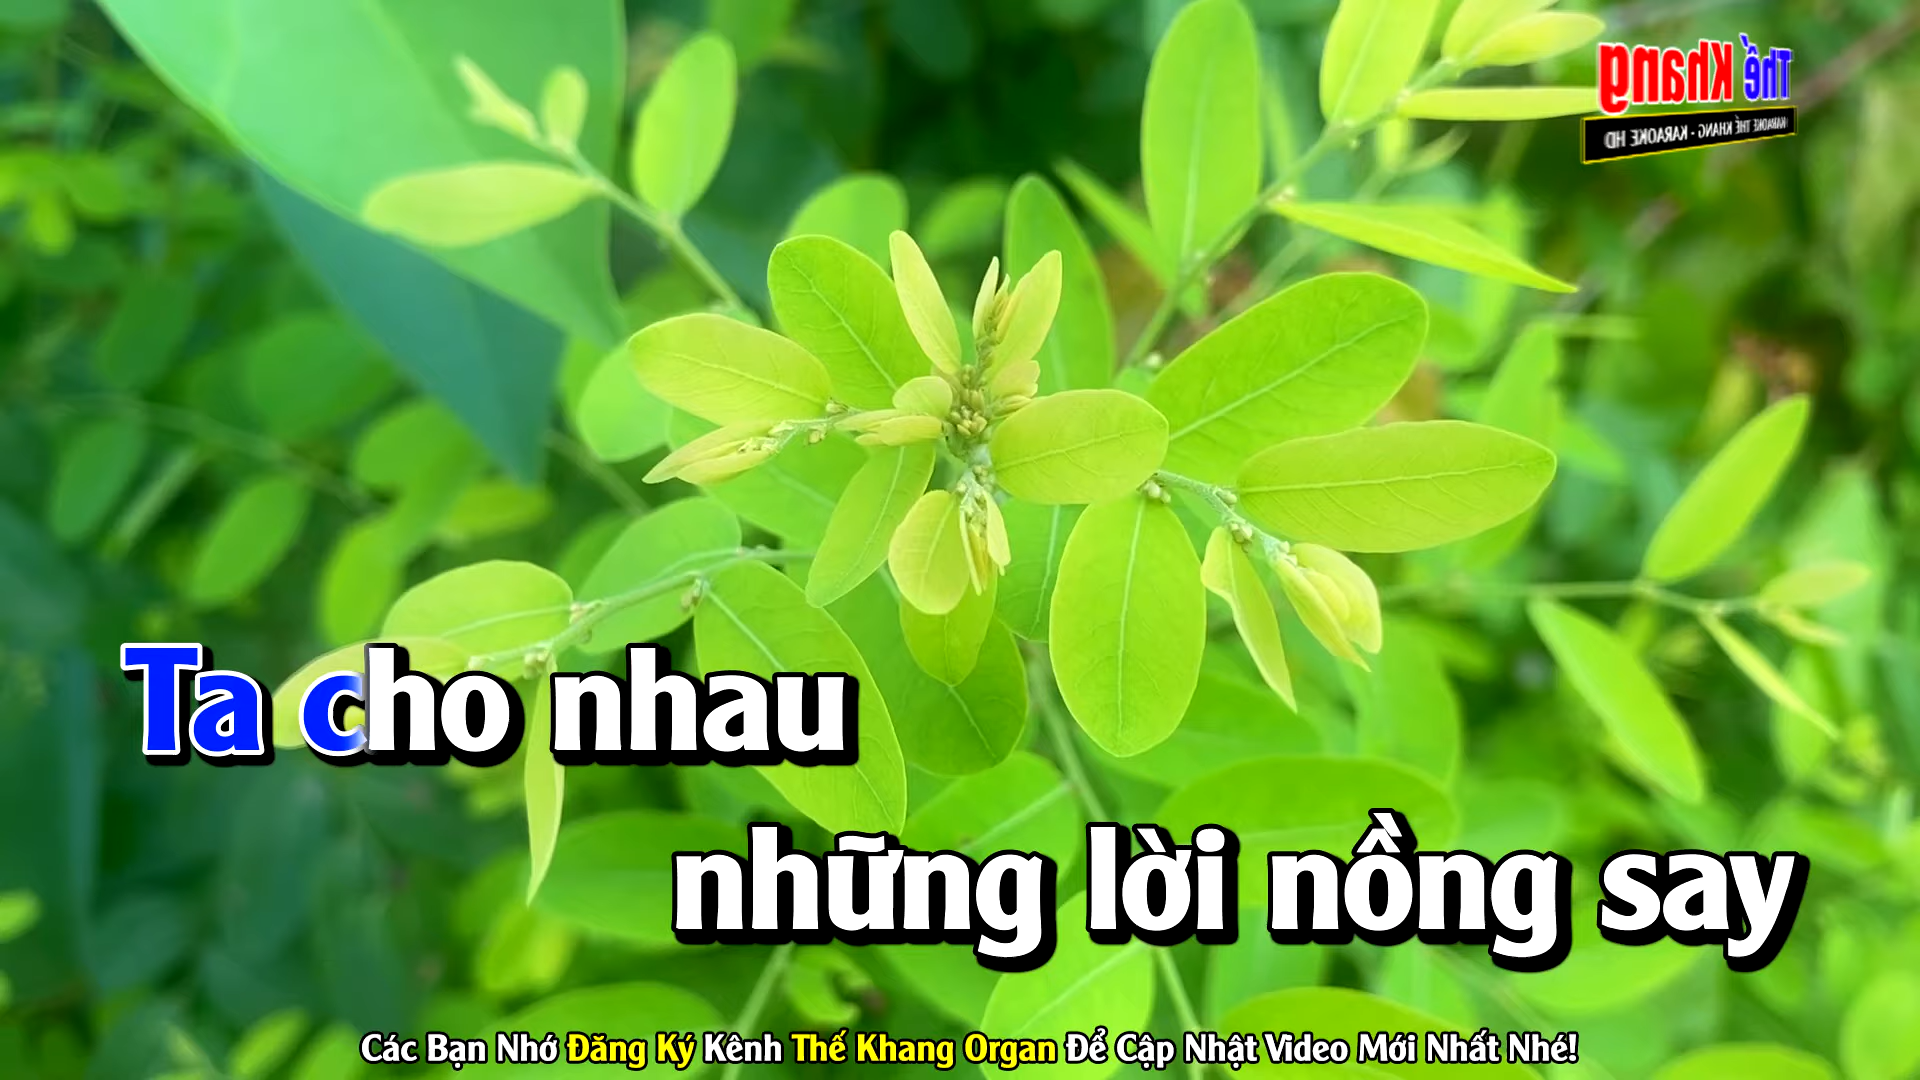 Thế Khang
KARAOKE THẾ KHANG - KARAOKE HD
Ta cho nhau
những lời nồng say
Các Bạn Nhớ Đăng Ký Kênh Thế Khang Organ Để Cập Nhật Video Mới Nhất Nhé!